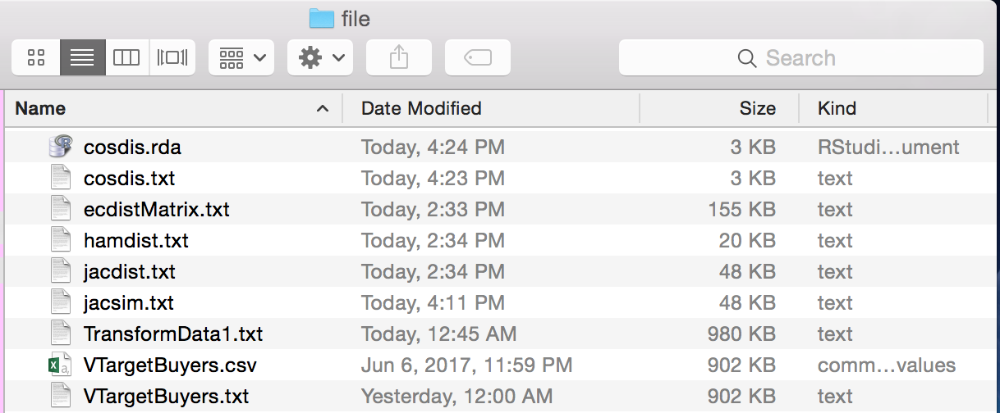 file
Search
Name Date Modified Size Kind
cosdis.rda Today, 4:24 PM 3 KB RStudi...ument
cosdis.txt Today, 4:23 PM 3 KB text
ecdistMatrix.txt Today, 2:33 PM 155 KB text
hamdist.txt Today, 2:34 PM 20 KB text
jacdist.txt Today, 2:34 PM 48 KB text
jacsim.txt Today, 4:11 PM 48 KB text
TransformData1.txt Today, 12:45 AM 980 KB text
VTargetBuyers.csv Jun 6, 2017, 11:59 PM 902 KB comm...values
VTargetBuyers.txt Yesterday, 12:00 AM 902 KB text